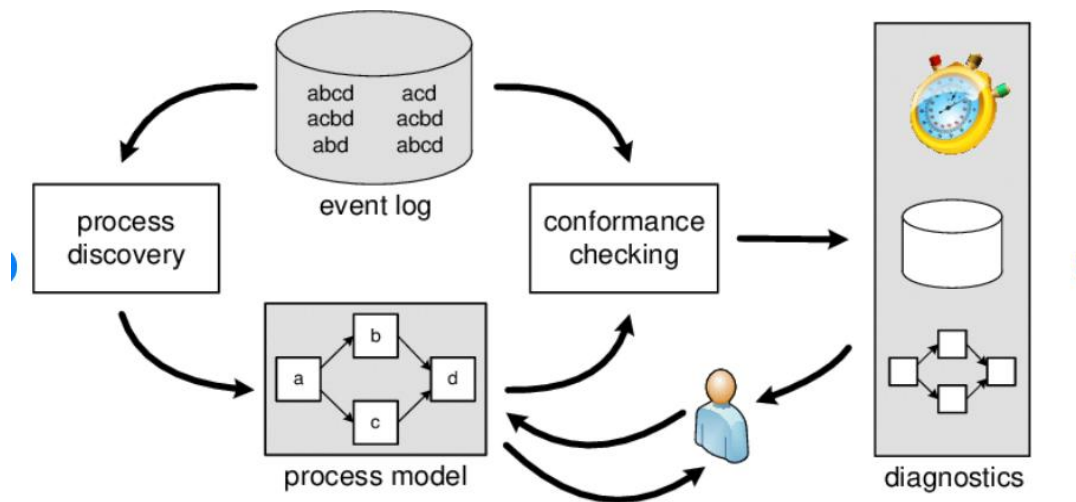 abcd acd
acbd acbd
abd abcd
event log
process
discovery
conformance
checking
b
a d
c
process model
diagnostics